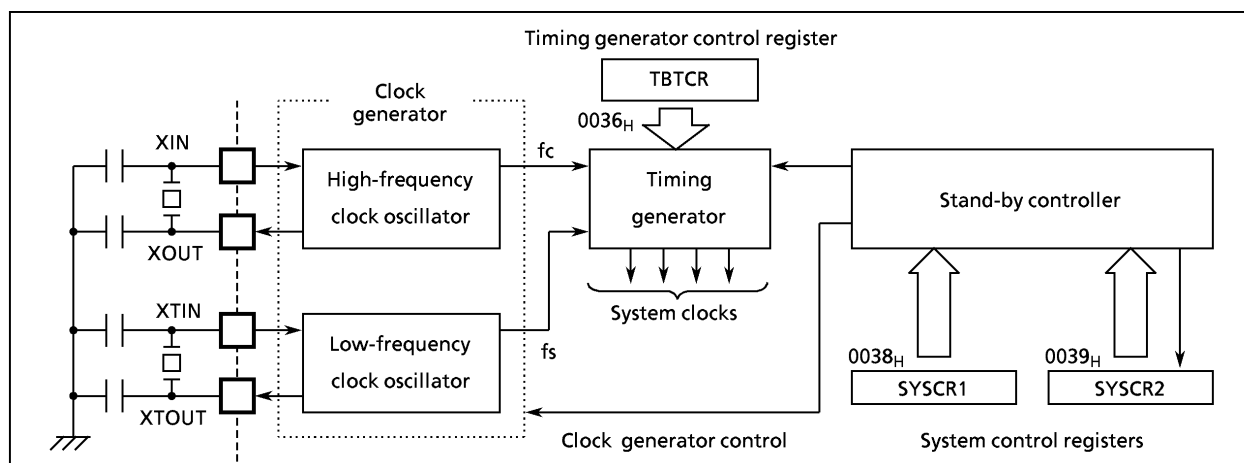 Timing generator control register
TBTCR
Clock
generator
0036H
XIN
fc
High-frequency
clock oscillator
Timing
generator
Stand-by controller
XOUT
XTIN
System clocks
Low-frequency
clock oscillator
fs
0038H
0039H
SYSCR1
SYSCR2
XTOUT
Clock generator control
System control registers